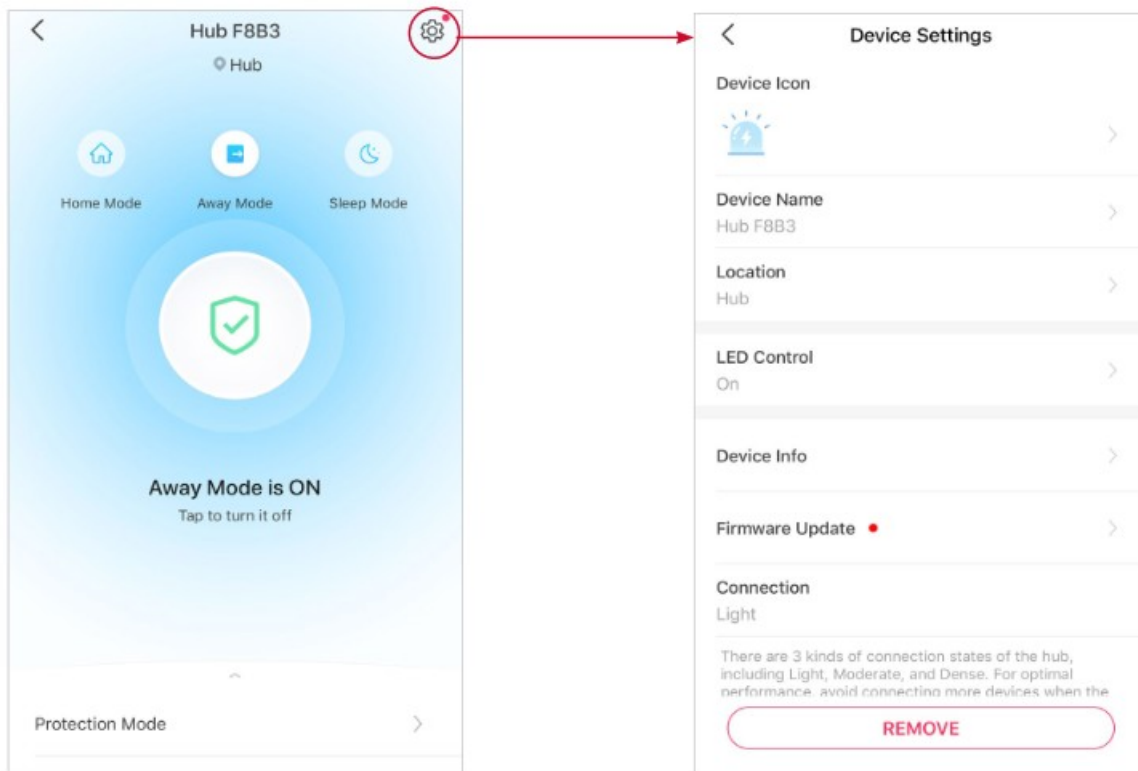 Hub F8B3
Hub
Home Mode
Away Mode
Sleep Mode
Away Mode is ON
Tap to turn it off
Protection Mode
Device Settings
Device Icon
Device Name
Hub F8B3
Location
Hub
LED Control
On
Device Info
Firmware Update
Connection
Light
There are 3 kinds of connection states of the hub,
including Light, Moderate, and Dense. For optimal
performance, avoid connecting more devices when the
REMOVE